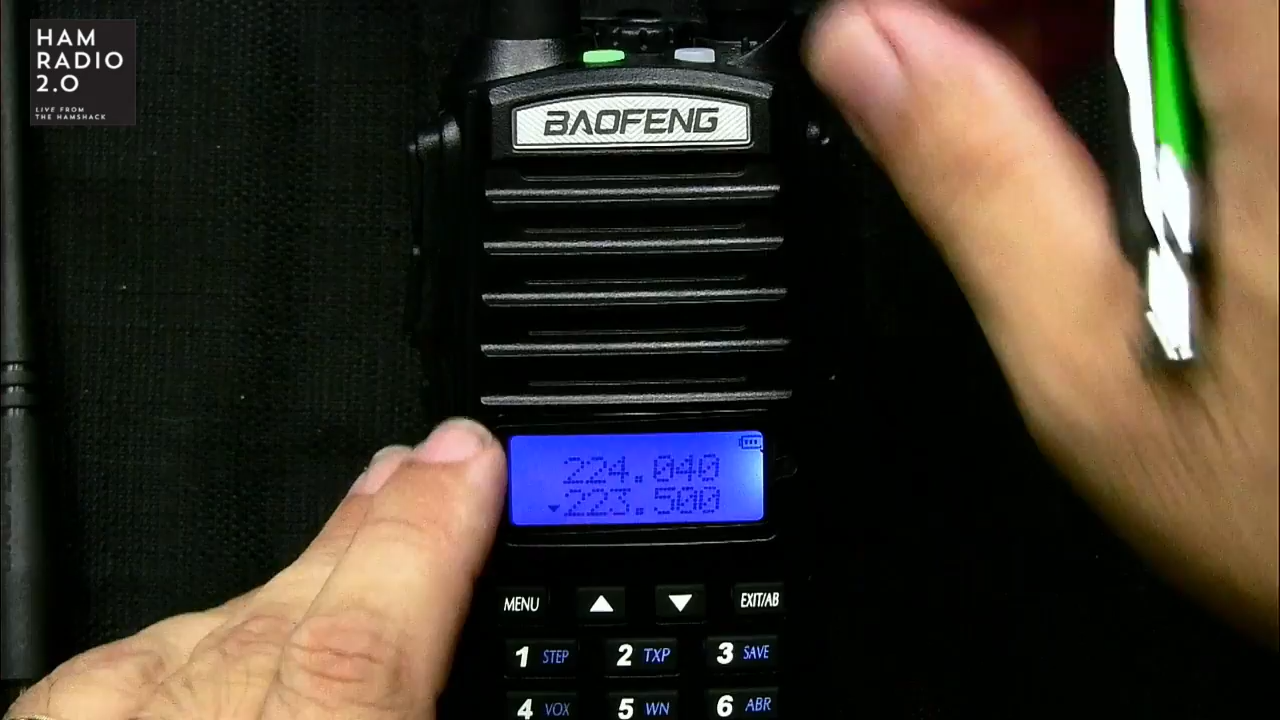 HAM
RADIO
2.0
LIVE FROM
THE HAMSHACK
BAOFENG
224.040
223.500
MENU
EXIT/AB
1 STEP
2 TXP
3 SAVE
4 VOX
5 WN
6 ABR